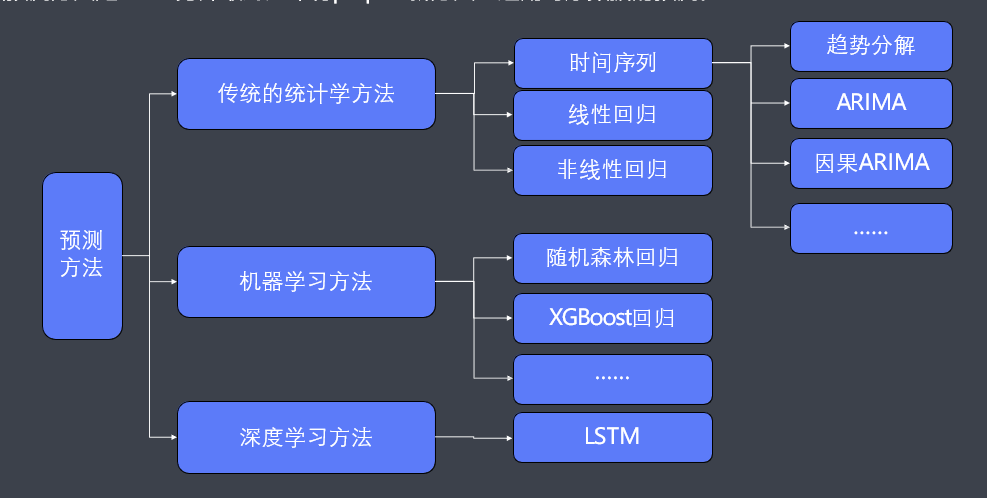 预测
方法
传统的统计学方法
时间序列
趋势分解
ARIMA
因果ARIMA
......
线性回归
非线性回归
机器学习方法
随机森林回归
XGBoost回归
......
深度学习方法
LSTM